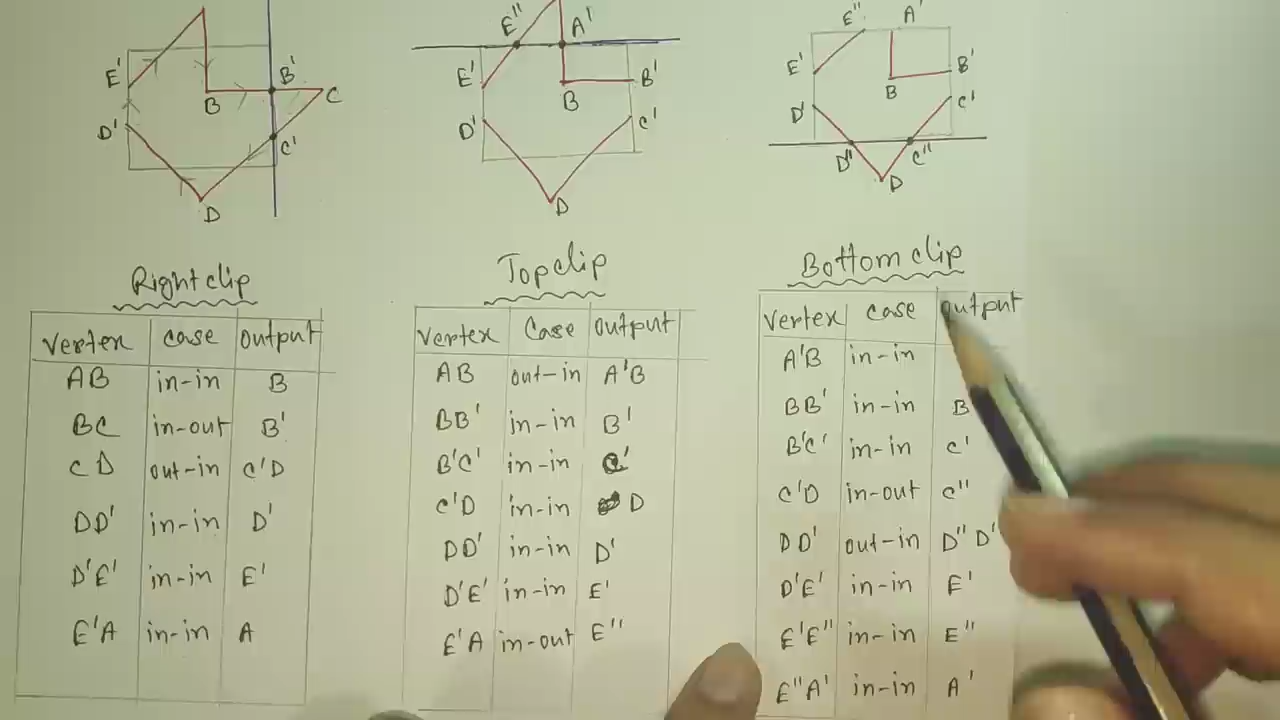 E' B B' C
D' C'
D
E'' A'
E' B B'
D' C'
D
E'' A'
E' B B'
D' C'
D'' C''
D
Right clip
Vertex case output
AB in-in B
BC in-out B'
CD out-in C'D
DD' in-in D'
D'E' in-in E'
E'A in-in A
Top clip
Vertex Case output
AB out-in A'B
BB' in-in B'
B'C' in-in C'
C'D in-in D
DD' in-in D'
D'E' in-in E'
E'A in-out E''
Bottom clip
Vertex case output
A'B in-in
BB' in-in B
B'C' in-in C'
C'D in-out C''
DD' out-in D'' D'
D'E' in-in E'
E'E'' in-in E''
E''A' in-in A'